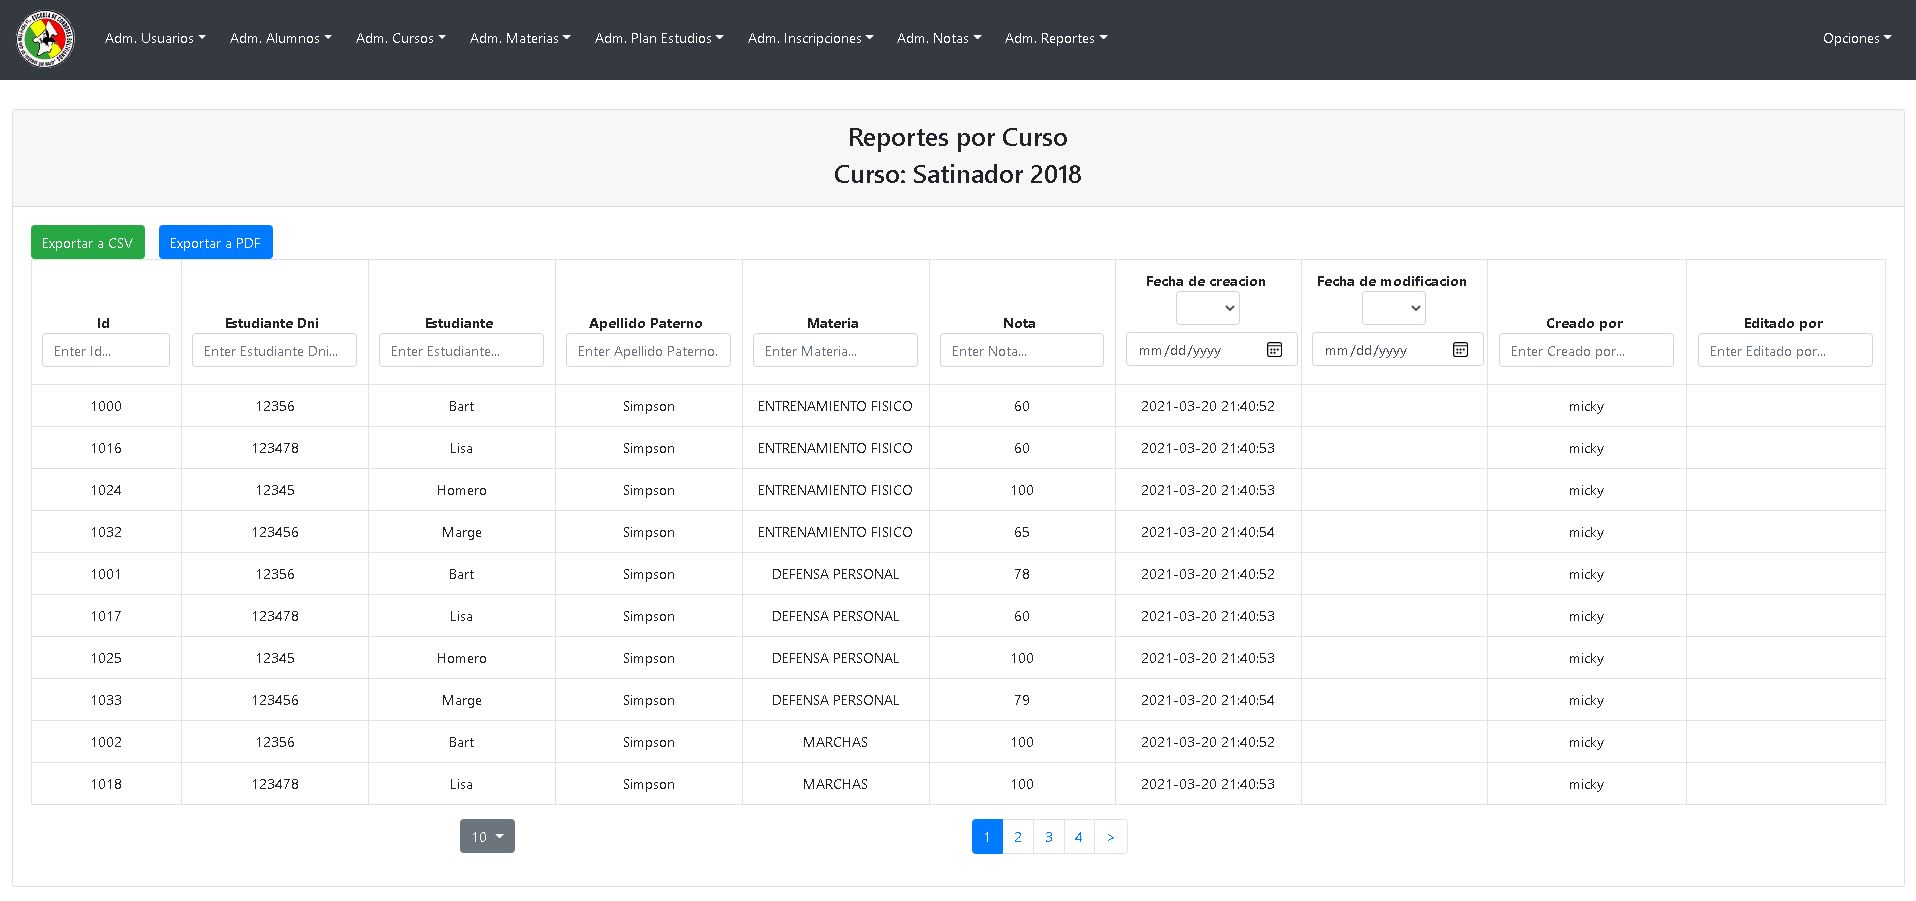 Adm. Usuarios Adm. Alumnos Adm. Cursos Adm. Materias Adm. Plan Estudios Adm. Inscripciones Adm. Notas Adm. Reportes Opciones
Reportes por Curso
Curso: Satinador 2018
Exportar a CSV Exportar a PDF
Id Estudiante Dni Estudiante Apellido Paterno Materia Nota Fecha de creacion Fecha de modificacion Creado por Editado por
Enter Id... Enter Estudiante Dni... Enter Estudiante... Enter Apellido Paterno. Enter Materia... Enter Nota... mm/dd/yyyy mm/dd/yyyy Enter Creado por... Enter Editado por...
1000 12356 Bart Simpson ENTRENAMIENTO FISICO 60 2021-03-20 21:40:52 micky
1016 123478 Lisa Simpson ENTRENAMIENTO FISICO 60 2021-03-20 21:40:53 micky
1024 12345 Homero Simpson ENTRENAMIENTO FISICO 100 2021-03-20 21:40:53 micky
1032 123456 Marge Simpson ENTRENAMIENTO FISICO 65 2021-03-20 21:40:54 micky
1001 12356 Bart Simpson DEFENSA PERSONAL 78 2021-03-20 21:40:52 micky
1017 123478 Lisa Simpson DEFENSA PERSONAL 60 2021-03-20 21:40:53 micky
1025 12345 Homero Simpson DEFENSA PERSONAL 100 2021-03-20 21:40:53 micky
1033 123456 Marge Simpson DEFENSA PERSONAL 79 2021-03-20 21:40:54 micky
1002 12356 Bart Simpson MARCHAS 100 2021-03-20 21:40:52 micky
1018 123478 Lisa Simpson MARCHAS 100 2021-03-20 21:40:53 micky
10 1 2 3 4 >